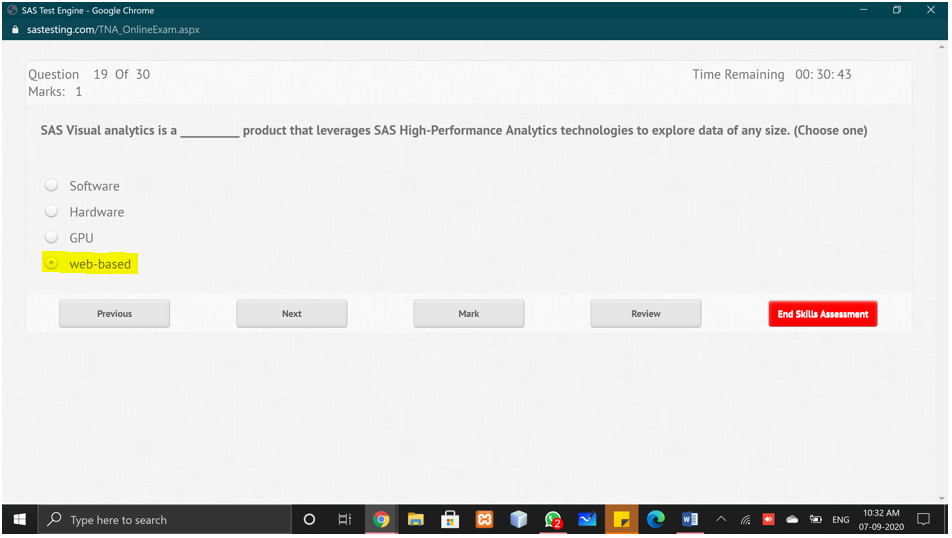 SAS Test Engine - Google Chrome
sastesting.com/TNA_OnlineExam.aspx
Question 19 Of 30 Time Remaining 00: 30: 43
Marks: 1
SAS Visual analytics is a __________ product that leverages SAS High-Performance Analytics technologies to explore data of any size. (Choose one)
Software
Hardware
GPU
web-based
Previous Next Mark Review End Skills Assessment
Type here to search 2 ENG 10:32 AM
07-09-2020